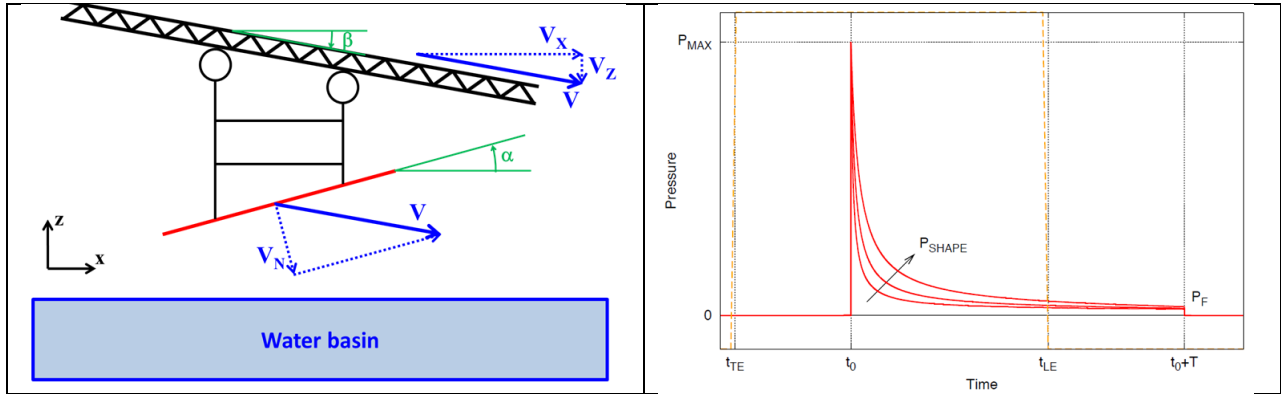 β
V_X
V_Z
V
α
V
V_N
z
x
Water basin
P_MAX
Pressure
P_SHAPE
P_F
0
t_TE
t_0
t_LE
t_0+T
Time